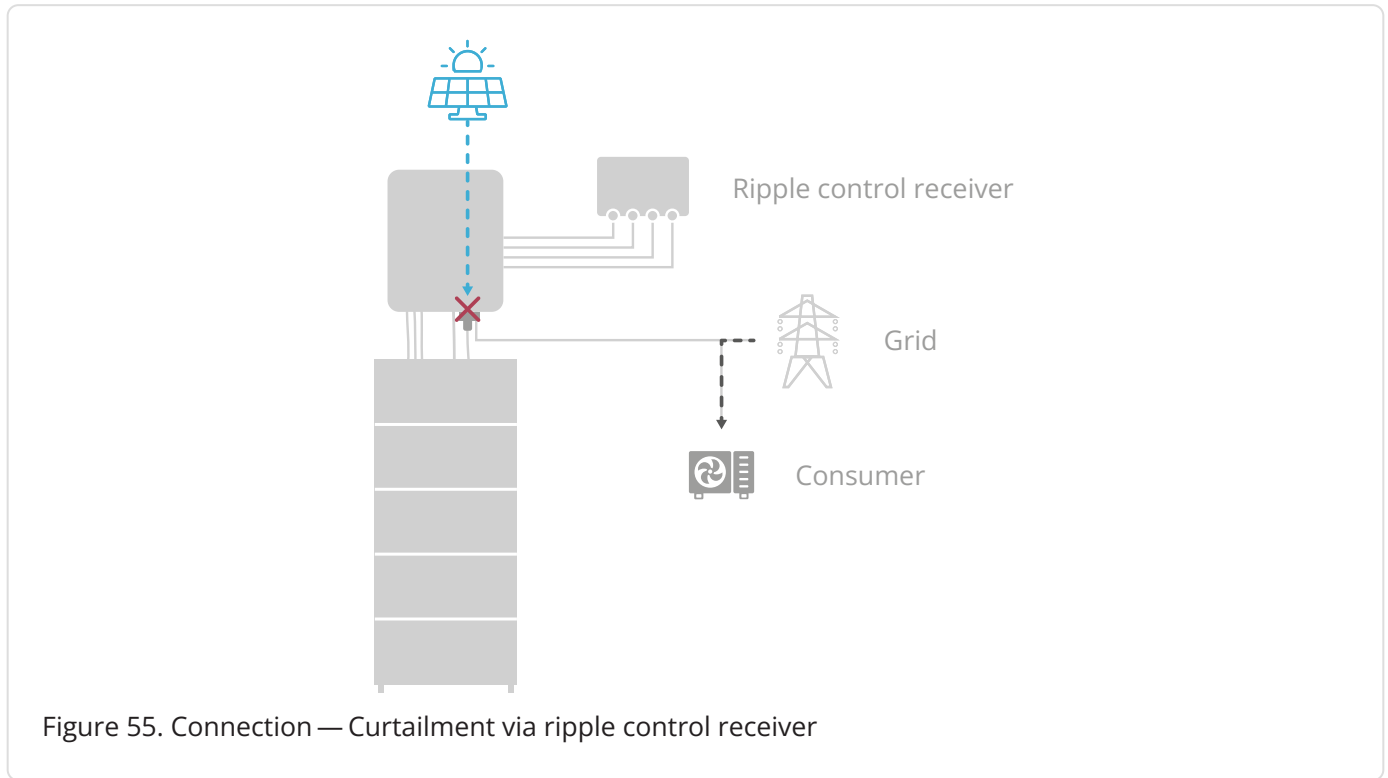 Ripple control receiver
Grid
Consumer
Figure 55. Connection — Curtailment via ripple control receiver